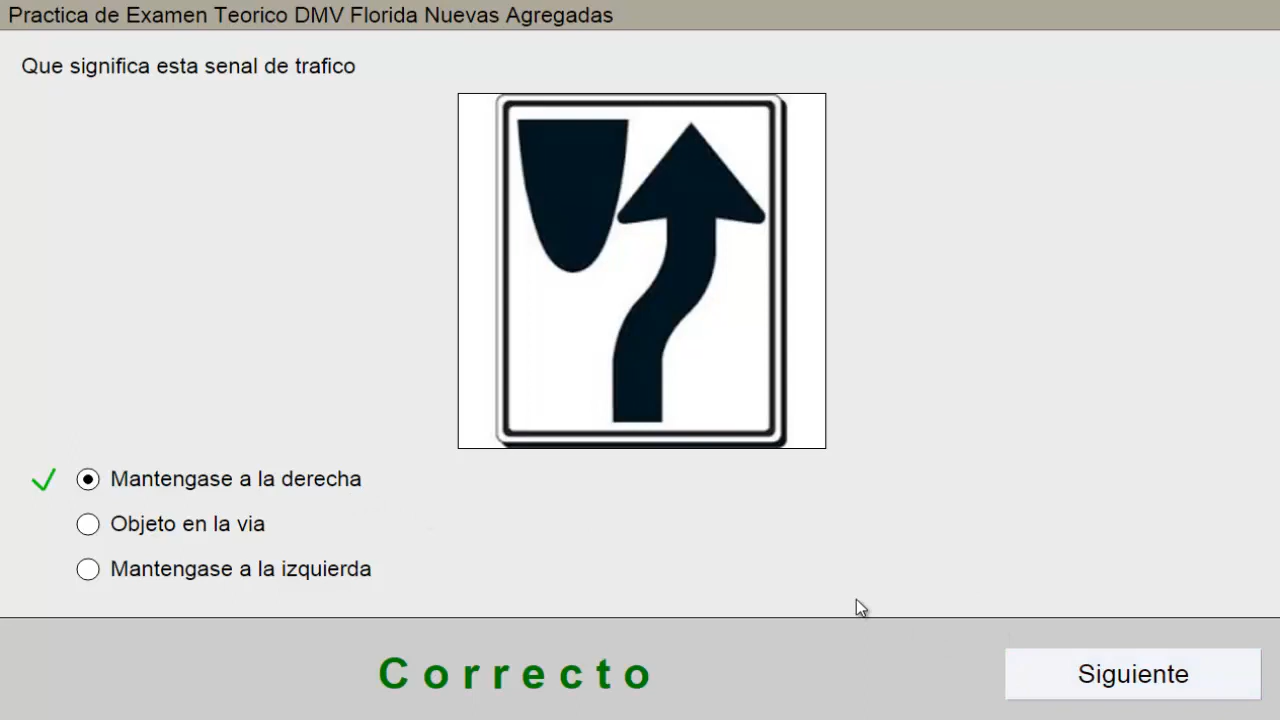 Practica de Examen Teorico DMV Florida Nuevas Agregadas
Que significa esta senal de trafico
Mantengase a la derecha
Objeto en la via
Mantengase a la izquierda
Correcto
Siguiente